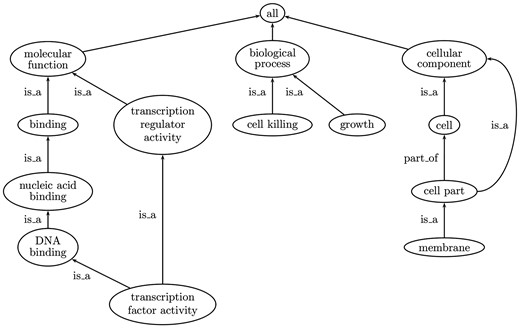 all
molecular
function
biological
process
cellular
component
is_a
is_a
is_a
is_a
is_a
is_a
binding
transcription
regulator
activity
cell killing
growth
cell
is_a
part_of
nucleic acid
binding
cell part
is_a
is_a
is_a
DNA
binding
membrane
is_a
transcription
factor activity